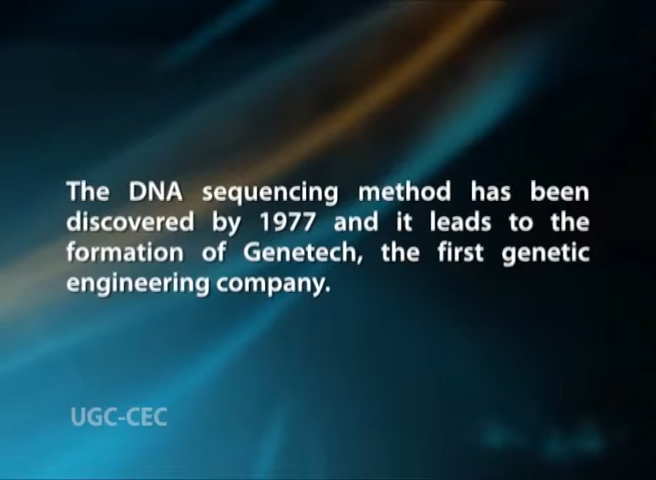 The DNA sequencing method has been
discovered by 1977 and it leads to the
formation of Genetech, the first genetic
engineering company.
UGC-CEC